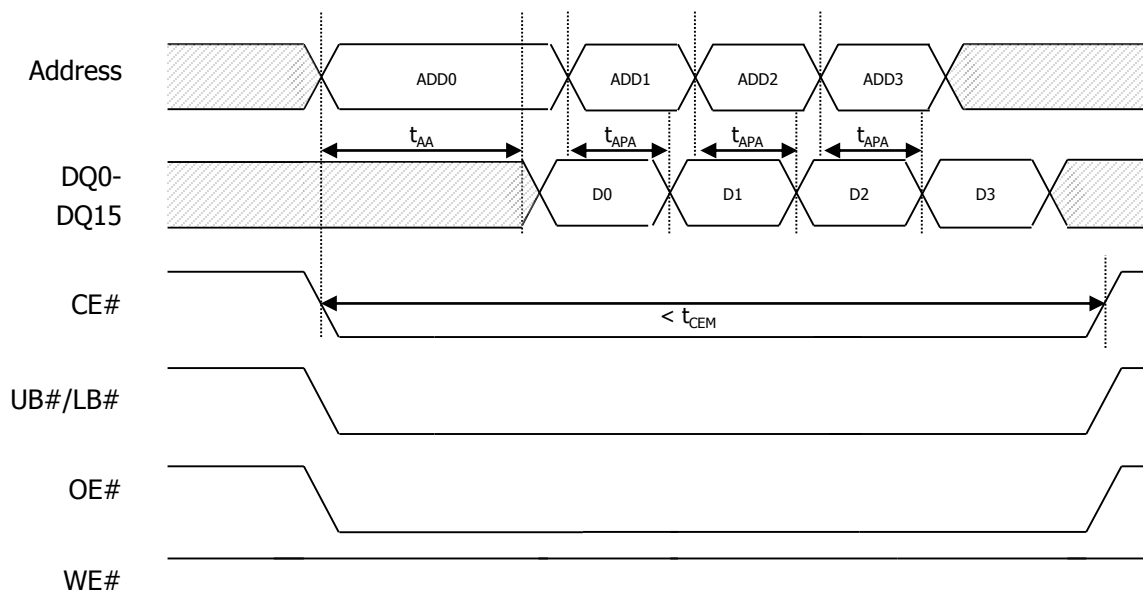 Address
ADD0 ADD1 ADD2 ADD3
tAA tAPA tAPA tAPA
DQ0-
DQ15
D0 D1 D2 D3
CE#
< tCEM
UB#/LB#
OE#
WE#